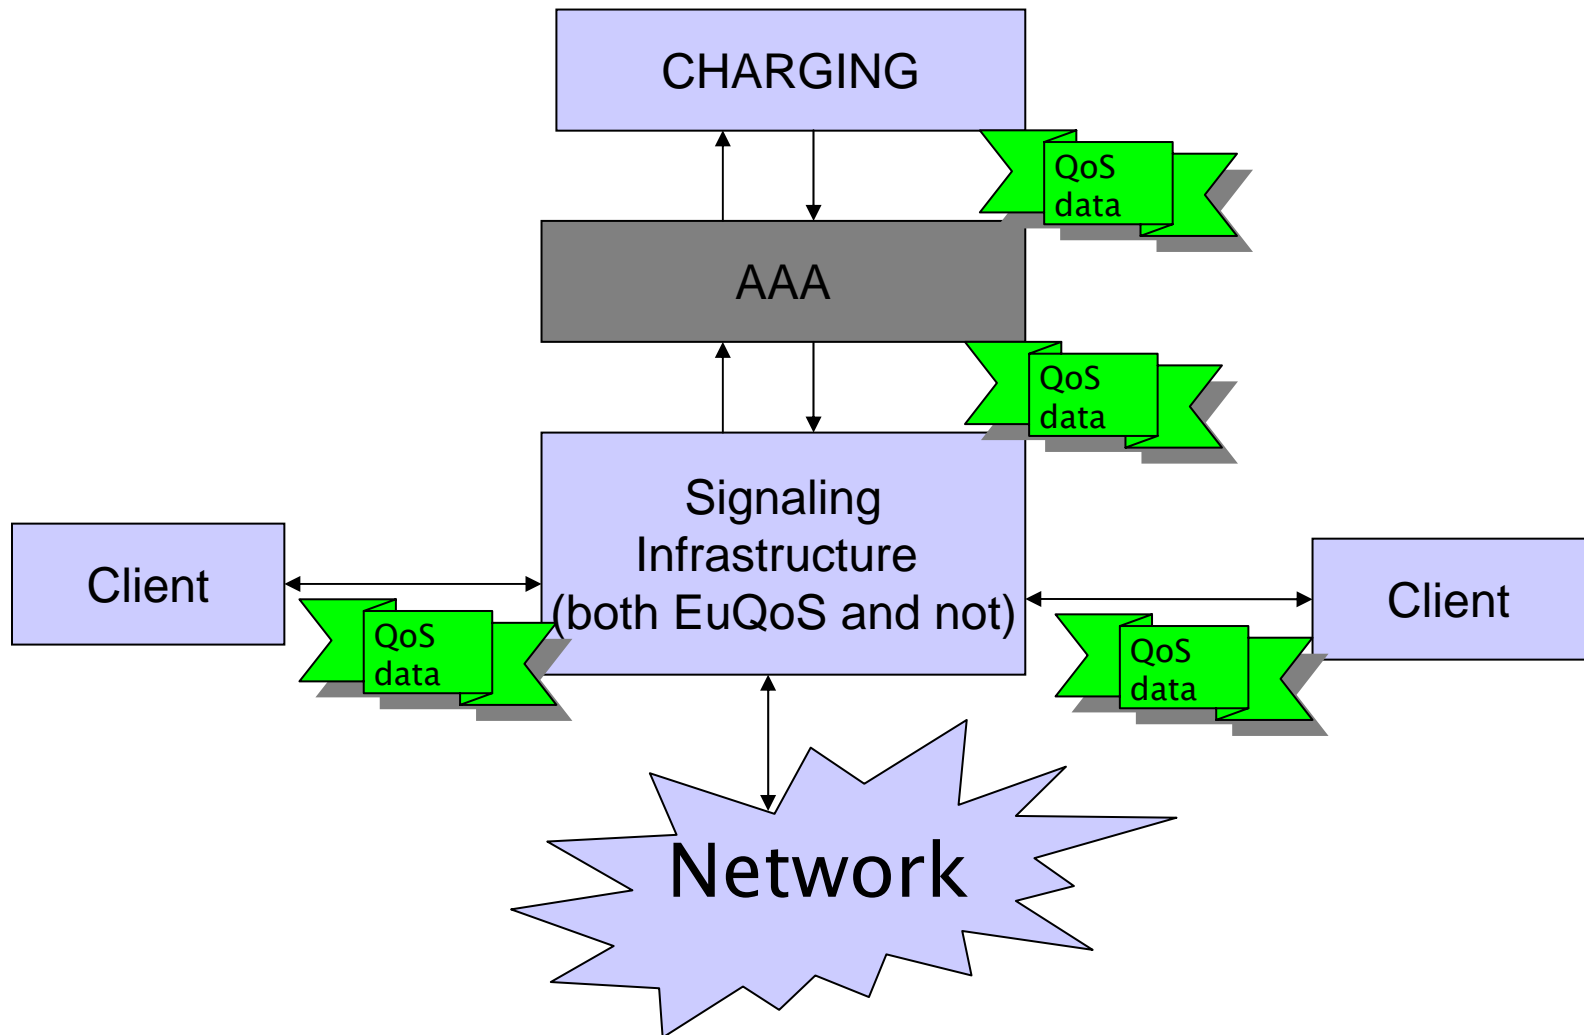 CHARGING
QoS
data
AAA
QoS
data
Signaling
Infrastructure
(both EuQoS and not)
Client
QoS
data
Client
QoS
data
Network